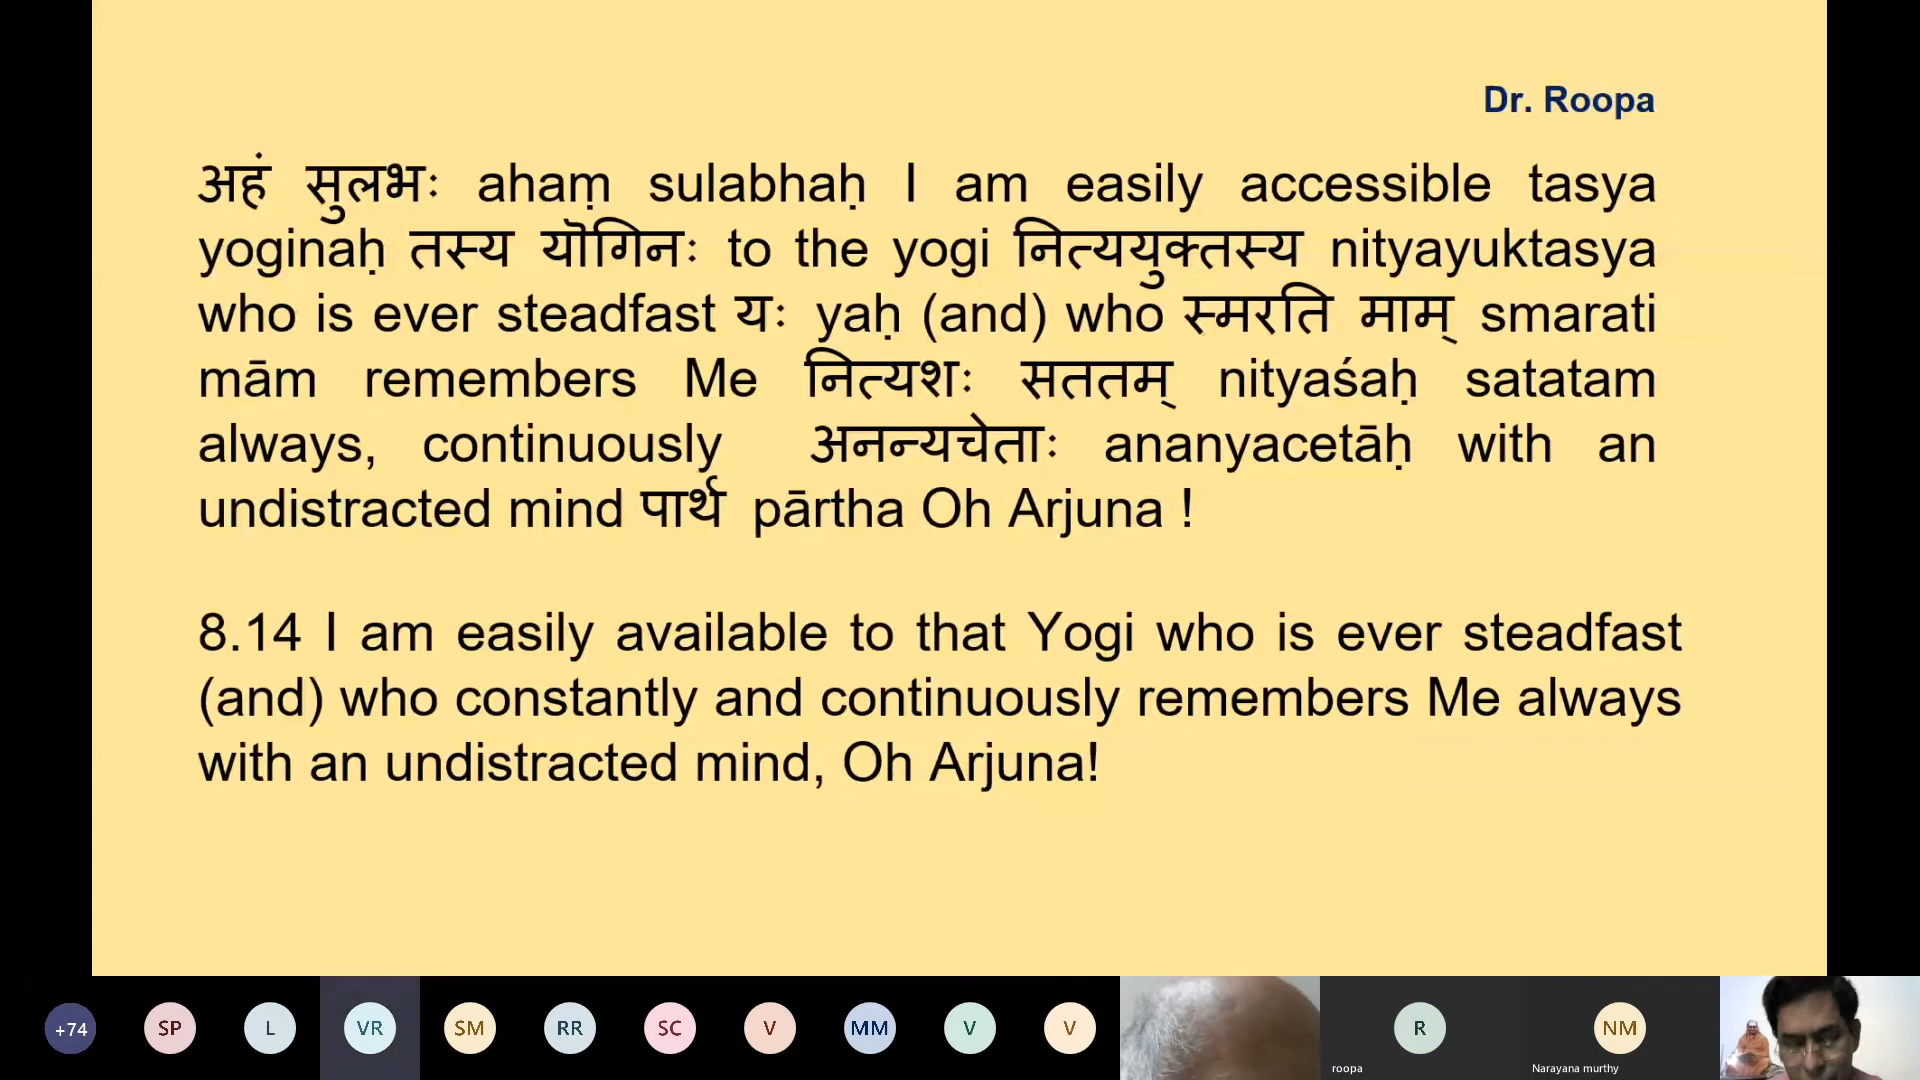 Dr. Roopa
अहं सुलभः ahaṃ sulabhaḥ I am easily accessible tasya
yoginaḥ तस्य यॊगिनः to the yogi नित्ययुक्तस्य nityayuktasya
who is ever steadfast यः yaḥ (and) who स्मरति माम् smarati
mām remembers Me नित्यशः सततम् nityaśaḥ satatam
always, continuously अनन्यचेताः ananyacetāḥ with an
undistracted mind पार्थ pārtha Oh Arjuna !
8.14 I am easily available to that Yogi who is ever steadfast
(and) who constantly and continuously remembers Me always
with an undistracted mind, Oh Arjuna!
+74 SP L VR SM RR SC V MM V V R NM
roopa Narayana murthy